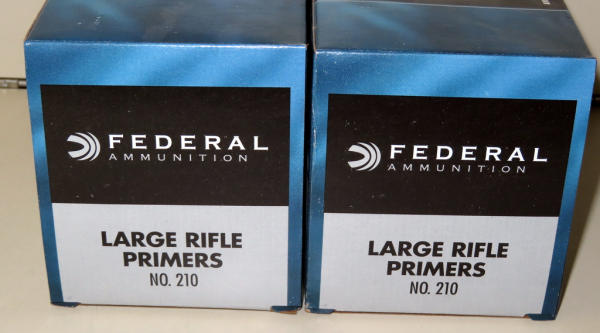 FEDERAL
AMMUNITION
LARGE RIFLE
PRIMERS
NO. 210
FEDERAL
AMMUNITION
LARGE RIFLE
PRIMERS
NO. 210